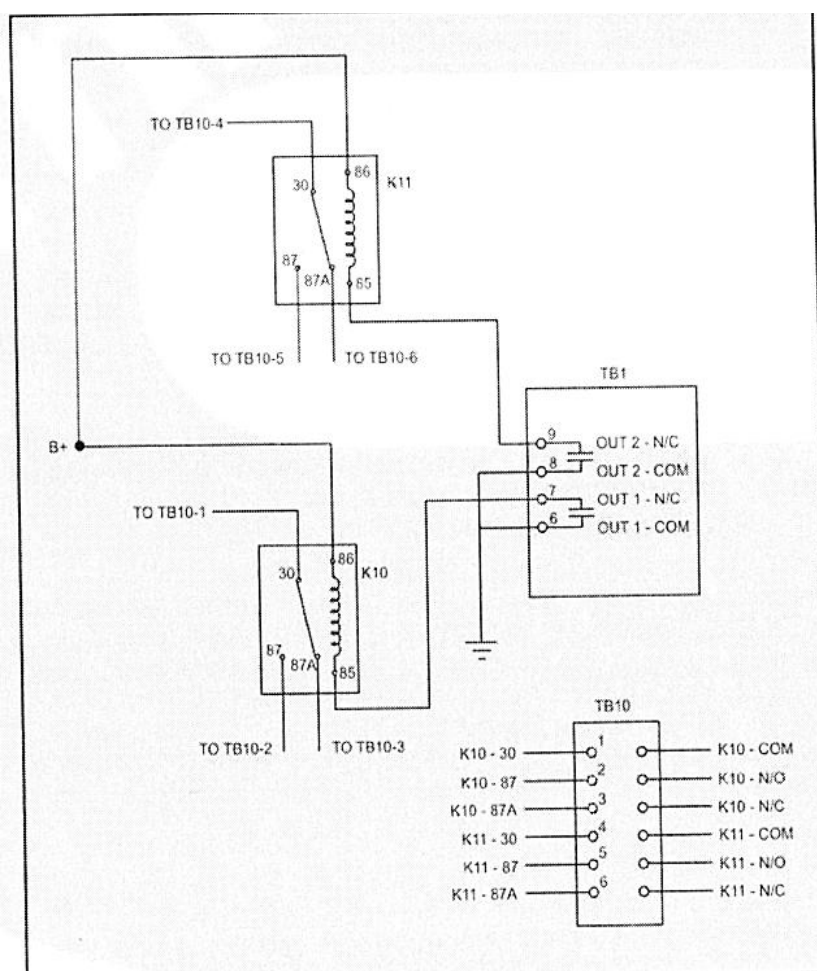 TO TB10-4
86
K11
30
87
87A
85
TO TB10-5
TO TB10-6
TB1
B+
9
OUT 2 - N/C
8
OUT 2 - COM
7
OUT 1 - N/C
6
OUT 1 - COM
TO TB10-1
86
K10
30
87
87A
85
TO TB10-2
TO TB10-3
TB10
K10 - 30
1
K10 - COM
K10 - 87
2
K10 - N/O
K10 - 87A
3
K10 - N/C
K11 - 30
4
K11 - COM
K11 - 87
5
K11 - N/O
K11 - 87A
6
K11 - N/C